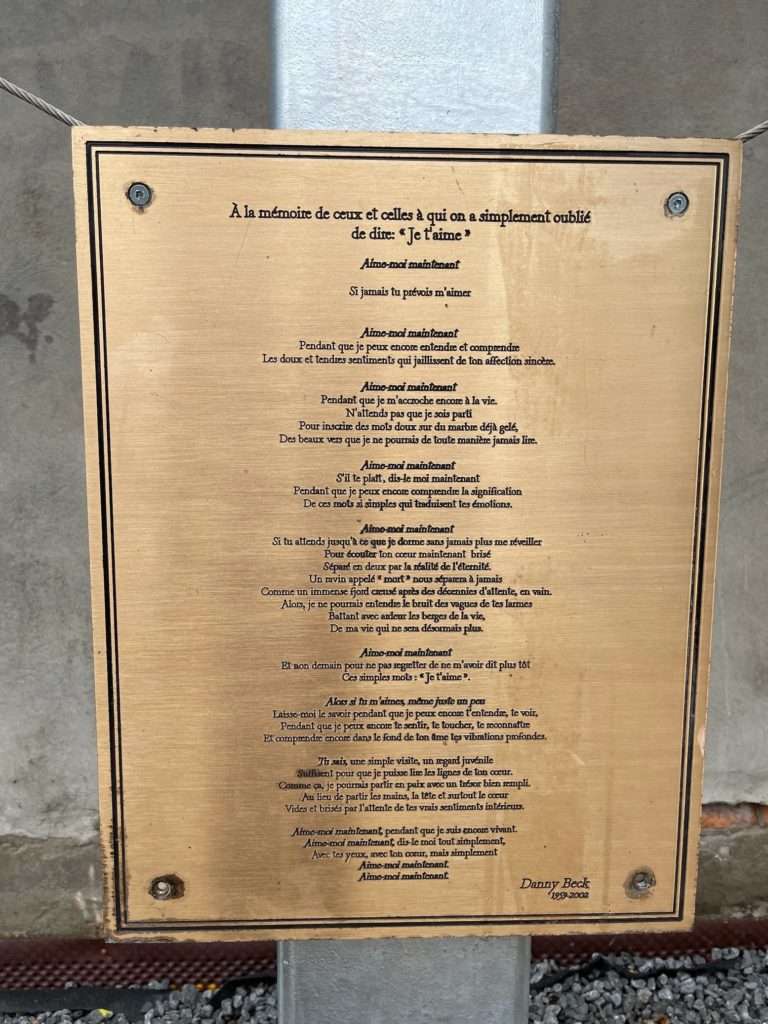 À la mémoire de ceux et celles à qui on a simplement oublié
de dire: « Je t'aime »
Aime-moi maintenant
Si jamais tu prévois m'aimer
Aime-moi maintenant
Pendant que je peux encore entendre et comprendre
Les doux et tendres sentiments qui jaillissent de ton affection sincère.
Aime-moi maintenant
Pendant que je m'accroche encore à la vie.
N'attends pas que je sois parti
Pour inscrire des mots doux sur du marbre déjà gelé,
Des beaux vers que je ne pourrais de toute manière jamais lire.
Aime-moi maintenant
S'il te plaît, dis-le moi maintenant
Pendant que je peux encore comprendre la signification
De ces mots si simples qui traduisent tes émotions.
Aime-moi maintenant
Si tu attends jusqu'à ce que je dorme sans jamais plus me réveiller
Pour écouter ton cœur maintenant brisé
Séparé en deux par la réalité de l'éternité.
Un ravin appelé « mort » nous séparera à jamais
Comme un immense fjord creusé après des décennies d'attente, en vain.
Alors, je ne pourrais entendre le bruit des vagues de tes larmes
Battant avec ardeur les berges de la vie,
De ma vie qui ne sera désormais plus.
Aime-moi maintenant
Et non demain pour ne pas regretter de ne m'avoir dit plus tôt
Ces simples mots : « Je t'aime ».
Alors si tu m'aimes, même juste un peu
Laisse-moi le savoir pendant que je peux encore t'entendre, te voir,
Pendant que je peux encore te sentir, te toucher, te reconnaître
Et comprendre encore dans le fond de ton âme tes vibrations profondes.
Tu sais, une simple visite, un regard juvénile
Suffisent pour que je puisse lire les lignes de ton cœur.
Comme ça, je pourrais partir en paix avec un trésor bien rempli.
Au lieu de partir les mains, la tête et surtout le cœur
Vides et brisés par l'attente de tes vrais sentiments intérieurs.
Aime-moi maintenant, pendant que je suis encore vivant.
Aime-moi maintenant, dis-le moi tout simplement,
Avec tes yeux, avec ton cœur, mais simplement
Aime-moi maintenant.
Aime-moi maintenant.
Danny Beck
1959-2002